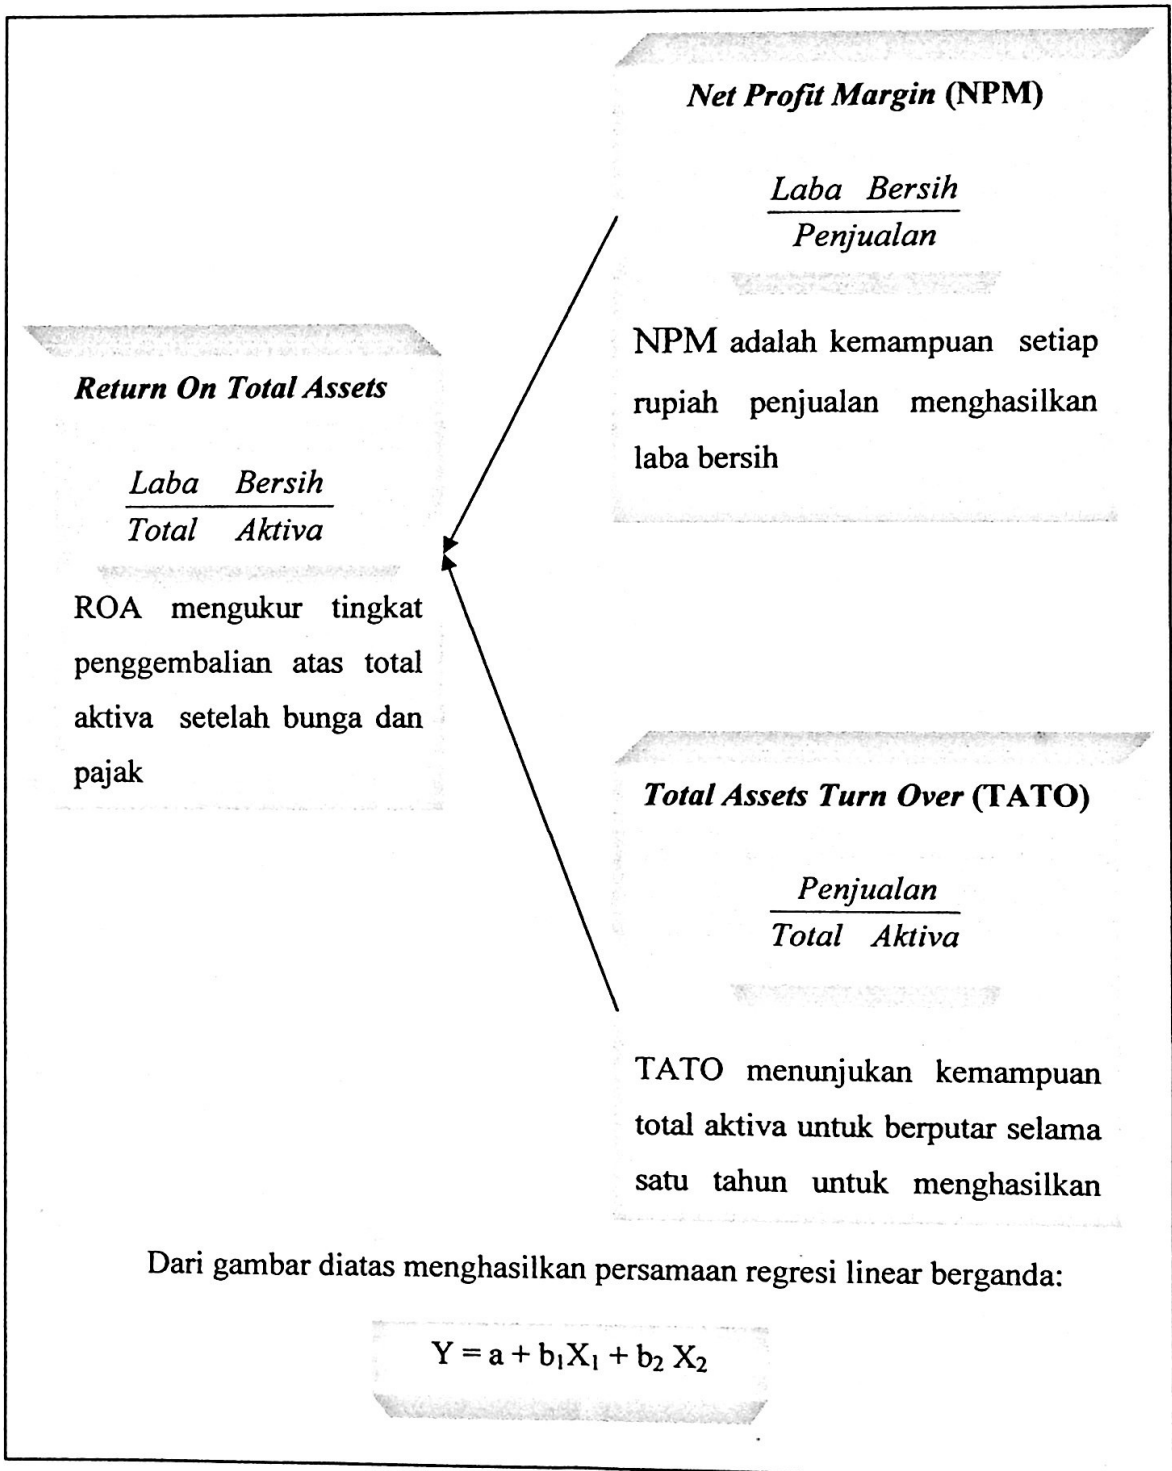 Net Profit Margin (NPM)
Laba Bersih
Penjualan
NPM adalah kemampuan setiap
rupiah penjualan menghasilkan
laba bersih
Return On Total Assets
Laba Bersih
Total Aktiva
ROA mengukur tingkat
penggembalian atas total
aktiva setelah bunga dan
pajak
Total Assets Turn Over (TATO)
Penjualan
Total Aktiva
TATO menunjukan kemampuan
total aktiva untuk berputar selama
satu tahun untuk menghasilkan
Dari gambar diatas menghasilkan persamaan regresi linear berganda:
Y = a + b₁X₁ + b₂ X₂